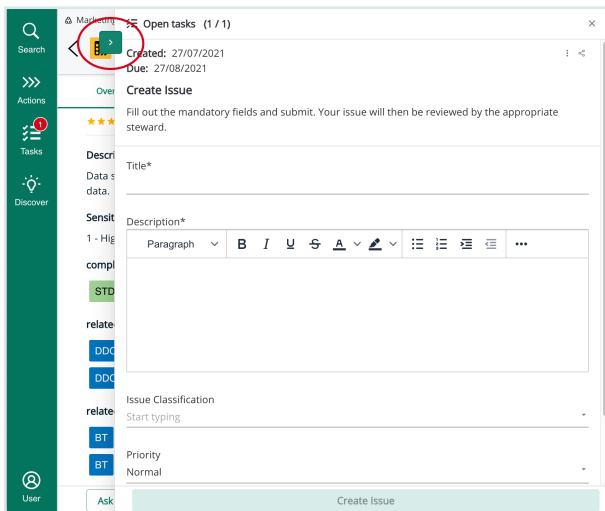 Search
Actions
1
Tasks
Discover
User
Marketing
Over
Descri
Data s
data.
Sensit
1 - Hig
compl
STD
relate
DDC
DDC
relate
BT
BT
Ask
Open tasks (1 / 1)
Created: 27/07/2021
Due: 27/08/2021
Create Issue
Fill out the mandatory fields and submit. Your issue will then be reviewed by the appropriate
steward.
Title*
Description*
Paragraph B I U S A
Issue Classification
Start typing
Priority
Normal
Create Issue